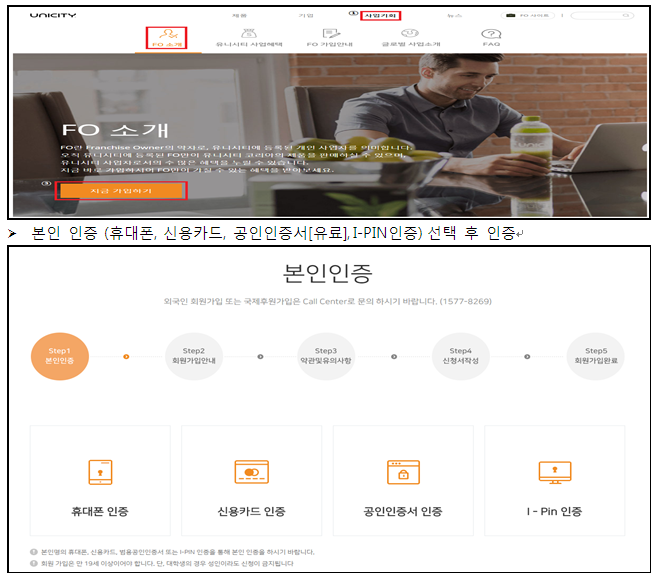 UNICITY 제품 기업 ① 사업기회 뉴스 FO 사이트
FO 소개 유니시티 사업혜택 FO 가입안내 글로벌 사업소개 FAQ
FO 소개
FO란 Franchise Owner의 약자로, 유니시티에 등록된 개인 사업자를 의미합니다.
오직 유니시티에 등록된 FO만이 유니시티 코리아의 제품을 판매하실 수 있으며,
유니시티 사업자로서의 수 많은 혜택을 누릴 수 있습니다.
지금 바로 가입하시어 FO만이 가질 수 있는 혜택을 받아보세요.
③ 지금 가입하기
➢ 본인 인증 (휴대폰, 신용카드, 공인인증서[유료],I-PIN인증) 선택 후 인증
본인인증
외국인 회원가입 또는 국제후원가입은 Call Center로 문의 하시기 바랍니다. (1577-8269)
Step1 Step2 Step3 Step4 Step5
본인인증 회원가입안내 약관및유의사항 신청서작성 회원가입완료
휴대폰 인증 신용카드 인증 공인인증서 인증 I - Pin 인증
본인명의 휴대폰, 신용카드, 범용공인인증서 또는 I-PIN 인증을 통해 본인 인증을 하시기 바랍니다.
회원 가입은 만 19세 이상이어야 합니다. 단, 대학생의 경우 성인이라도 신청이 금지됩니다